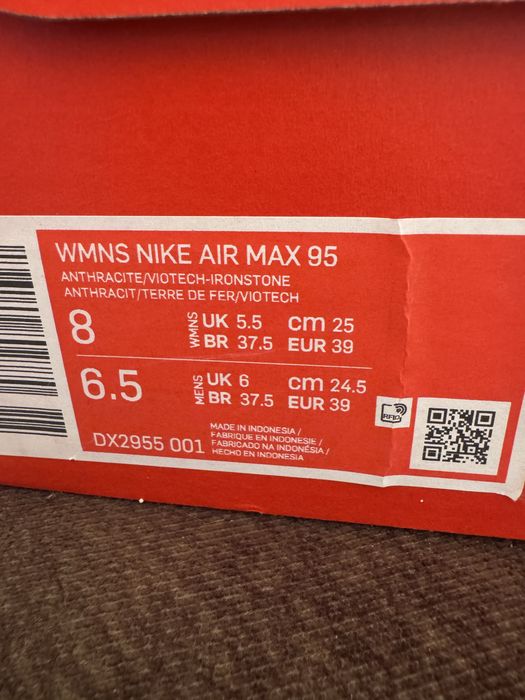 WMNS NIKE AIR MAX 95
ANTHRACITE/VIOTECH-IRONSTONE
ANTHRACIT/TERRE DE FER/VIOTECH
8 WMNS UK 5.5 cm 25
BR 37.5 EUR 39
6.5 MENS UK 6 cm 24.5
BR 37.5 EUR 39
RFID
DX2955 001
MADE IN INDONESIA /
FABRIQUE EN INDONESIE /
FABRICADO NA INDONÉSIA /
HECHO EN INDONESIA